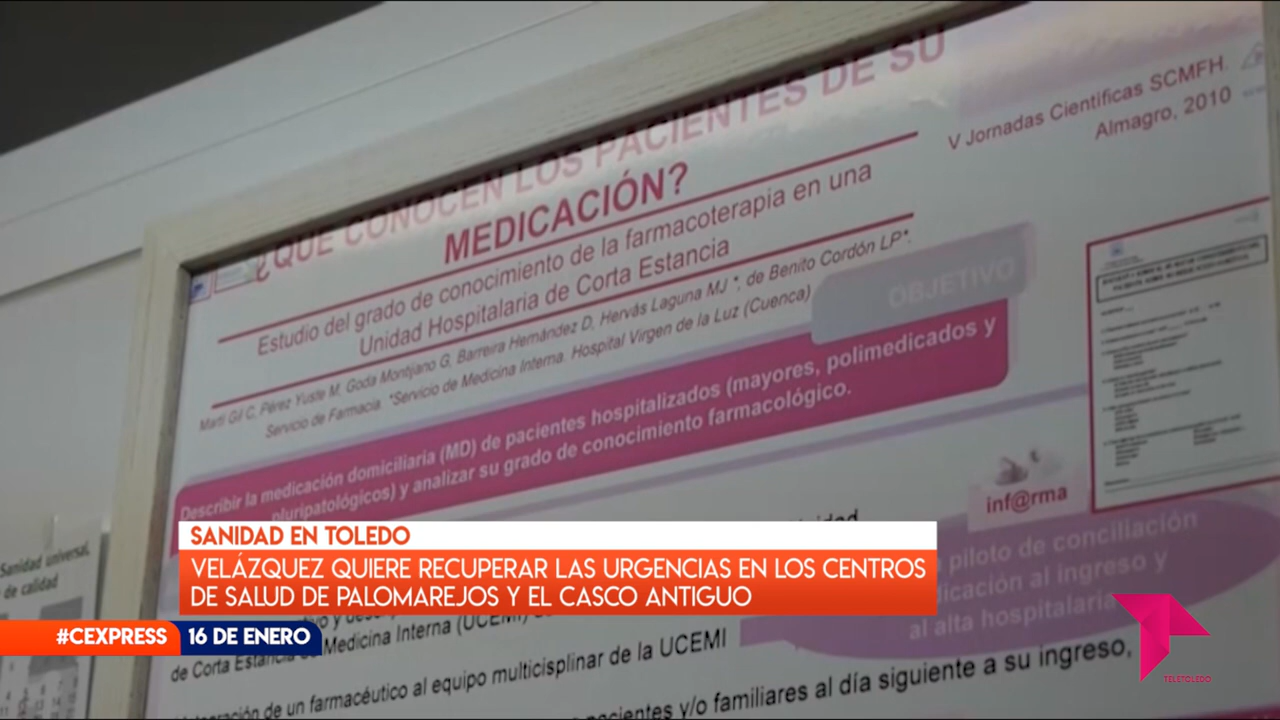 ¿QUÉ CONOCEN LOS PACIENTES DE SU
MEDICACIÓN?
Estudio del grado de conocimiento de la farmacoterapia en una
Unidad Hospitalaria de Corta Estancia
Martí Gil C, Pérez Yuste M, Goda Montijano G, Barreira Hernández D, Hervás Laguna MJ *, de Benito Cordón LP*.
Servicio de Farmacia. *Servicio de Medicina Interna. Hospital Virgen de la Luz (Cuenca)
V Jornadas Científicas SCMFH.
Almagro, 2010
OBJETIVO
Describir la medicación domiciliaria (MD) de pacientes hospitalizados (mayores, polimedicados y
pluripatológicos) y analizar su grado de conocimiento farmacológico.
inf@rma
piloto de conciliación
al ingreso y
al alta hospitalaria
Sanidad universal,
de calidad
SANIDAD EN TOLEDO
VELÁZQUEZ QUIERE RECUPERAR LAS URGENCIAS EN LOS CENTROS
DE SALUD DE PALOMAREJOS Y EL CASCO ANTIGUO
de Corta Estancia de Medicina Interna (UCEMI)
de un farmacéutico al equipo multicisplinar de la UCEMI
pacientes y/o familiares al día siguiente a su ingreso,
#CEXPRESS
16 DE ENERO
TELETOLEDO